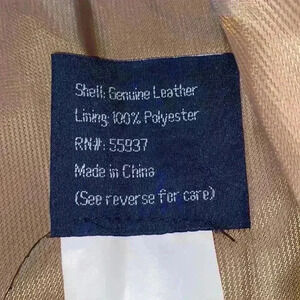 Shell: Genuine Leather
Lining: 100% Polyester
RN#: 55937
Made in China
(See reverse for care)